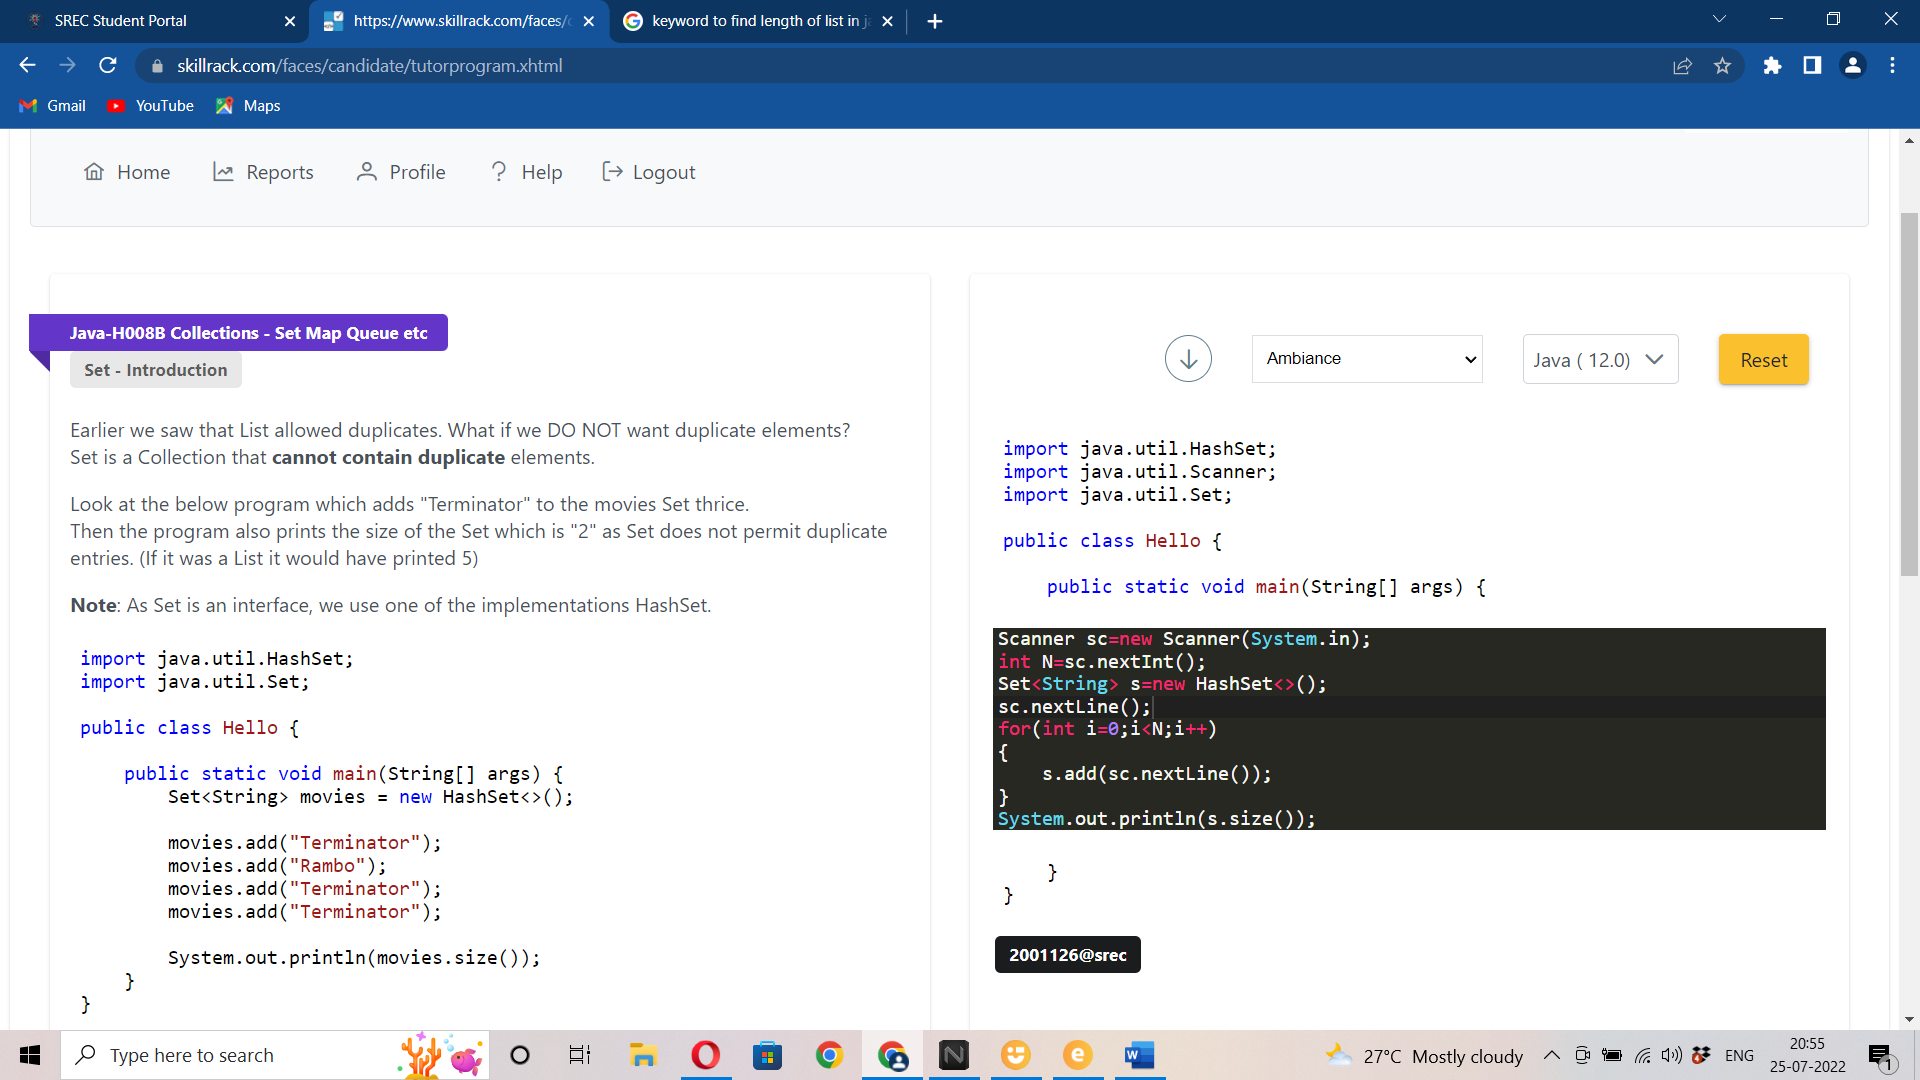 SREC Student Portal
https://www.skillrack.com/faces/
keyword to find length of list in
skillrack.com/faces/candidate/tutorprogram.xhtml
Gmail
YouTube
Maps
Home
Reports
Profile
Help
Logout
Java-H008B Collections - Set Map Queue etc
Set - Introduction
Earlier we saw that List allowed duplicates. What if we DO NOT want duplicate elements?
Set is a Collection that cannot contain duplicate elements.
Look at the below program which adds "Terminator" to the movies Set thrice.
Then the program also prints the size of the Set which is "2" as Set does not permit duplicate
entries. (If it was a List it would have printed 5)
Note: As Set is an interface, we use one of the implementations HashSet.
import java.util.HashSet;
import java.util.Set;
public class Hello {
public static void main(String[] args) {
Set<String> movies = new HashSet<>();
movies.add("Terminator");
movies.add("Rambo");
movies.add("Terminator");
movies.add("Terminator");
System.out.println(movies.size());
}
}
Ambiance
Java ( 12.0)
Reset
import java.util.HashSet;
import java.util.Scanner;
import java.util.Set;
public class Hello {
public static void main(String[] args) {
Scanner sc=new Scanner(System.in);
int N=sc.nextInt();
Set<String> s=new HashSet<>();
sc.nextLine();
for(int i=0;i<N;i++)
{
s.add(sc.nextLine());
}
System.out.println(s.size());
}
}
2001126@srec
Type here to search
27°C Mostly cloudy
ENG
20:55
25-07-2022
1